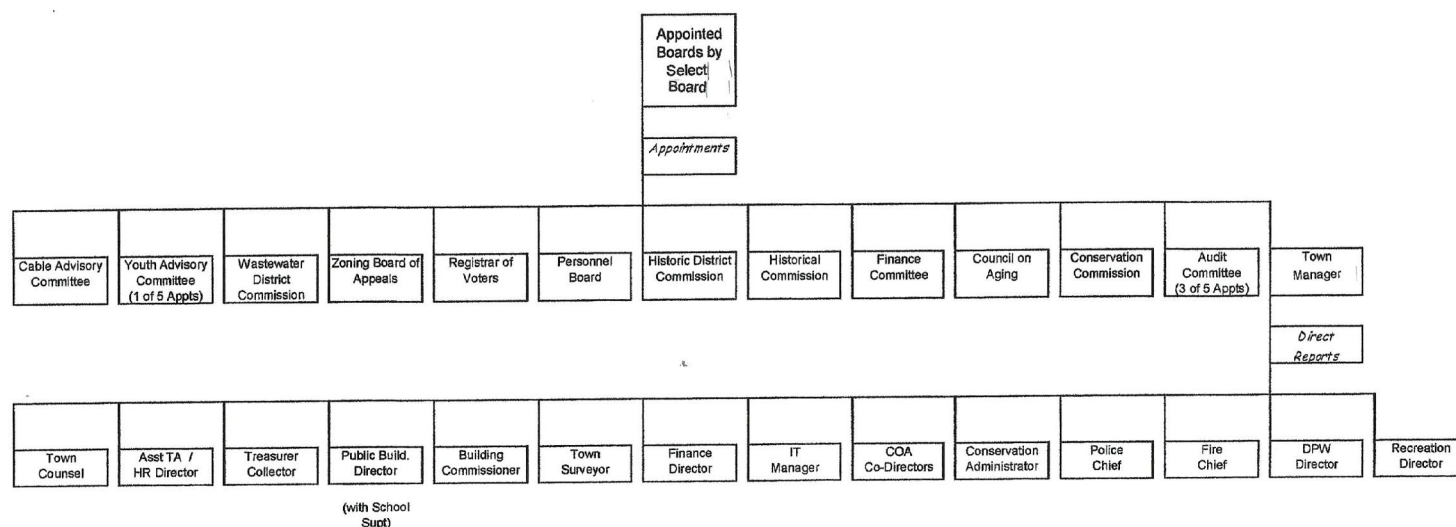 Appointed
Boards by
Select
Board
Appointments
Cable Advisory
Committee
Youth Advisory
Committee
(1 of 5 Appts)
Wastewater
District
Commission
Zoning Board of
Appeals
Registrar of
Voters
Personnel
Board
Historic District
Commission
Historical
Commission
Finance
Committee
Council on
Aging
Conservation
Commission
Audit
Committee
(3 of 5 Appts)
Town
Manager
Direct
Reports
Town
Counsel
Asst TA /
HR Director
Treasurer
Collector
Public Build.
Director
(with School
Supt)
Building
Commissioner
Town
Surveyor
Finance
Director
IT
Manager
COA
Co-Directors
Conservation
Administrator
Police
Chief
Fire
Chief
DPW
Director
Recreation
Director